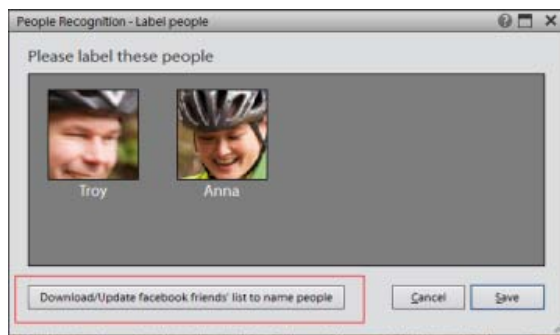 People Recognition - Label people
Please label these people
Troy Anna
Download/Update facebook friends' list to name people
Cancel Save